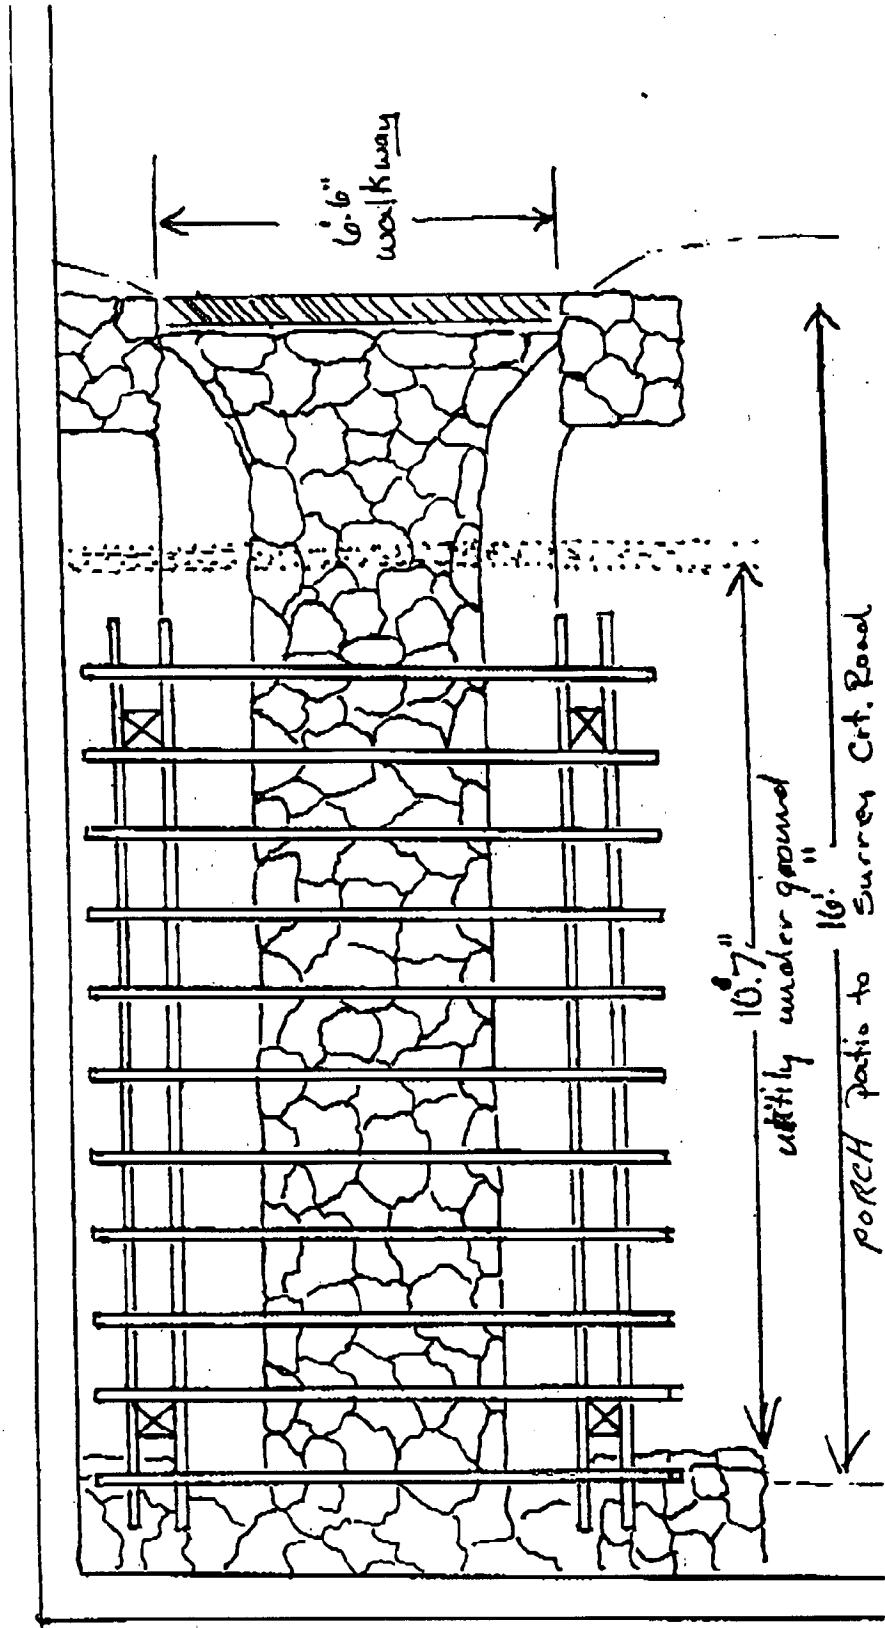 6'.6"
walkway
10'.7"
utility under ground
16'. "
PORCH patio to Surrey Crt. Road